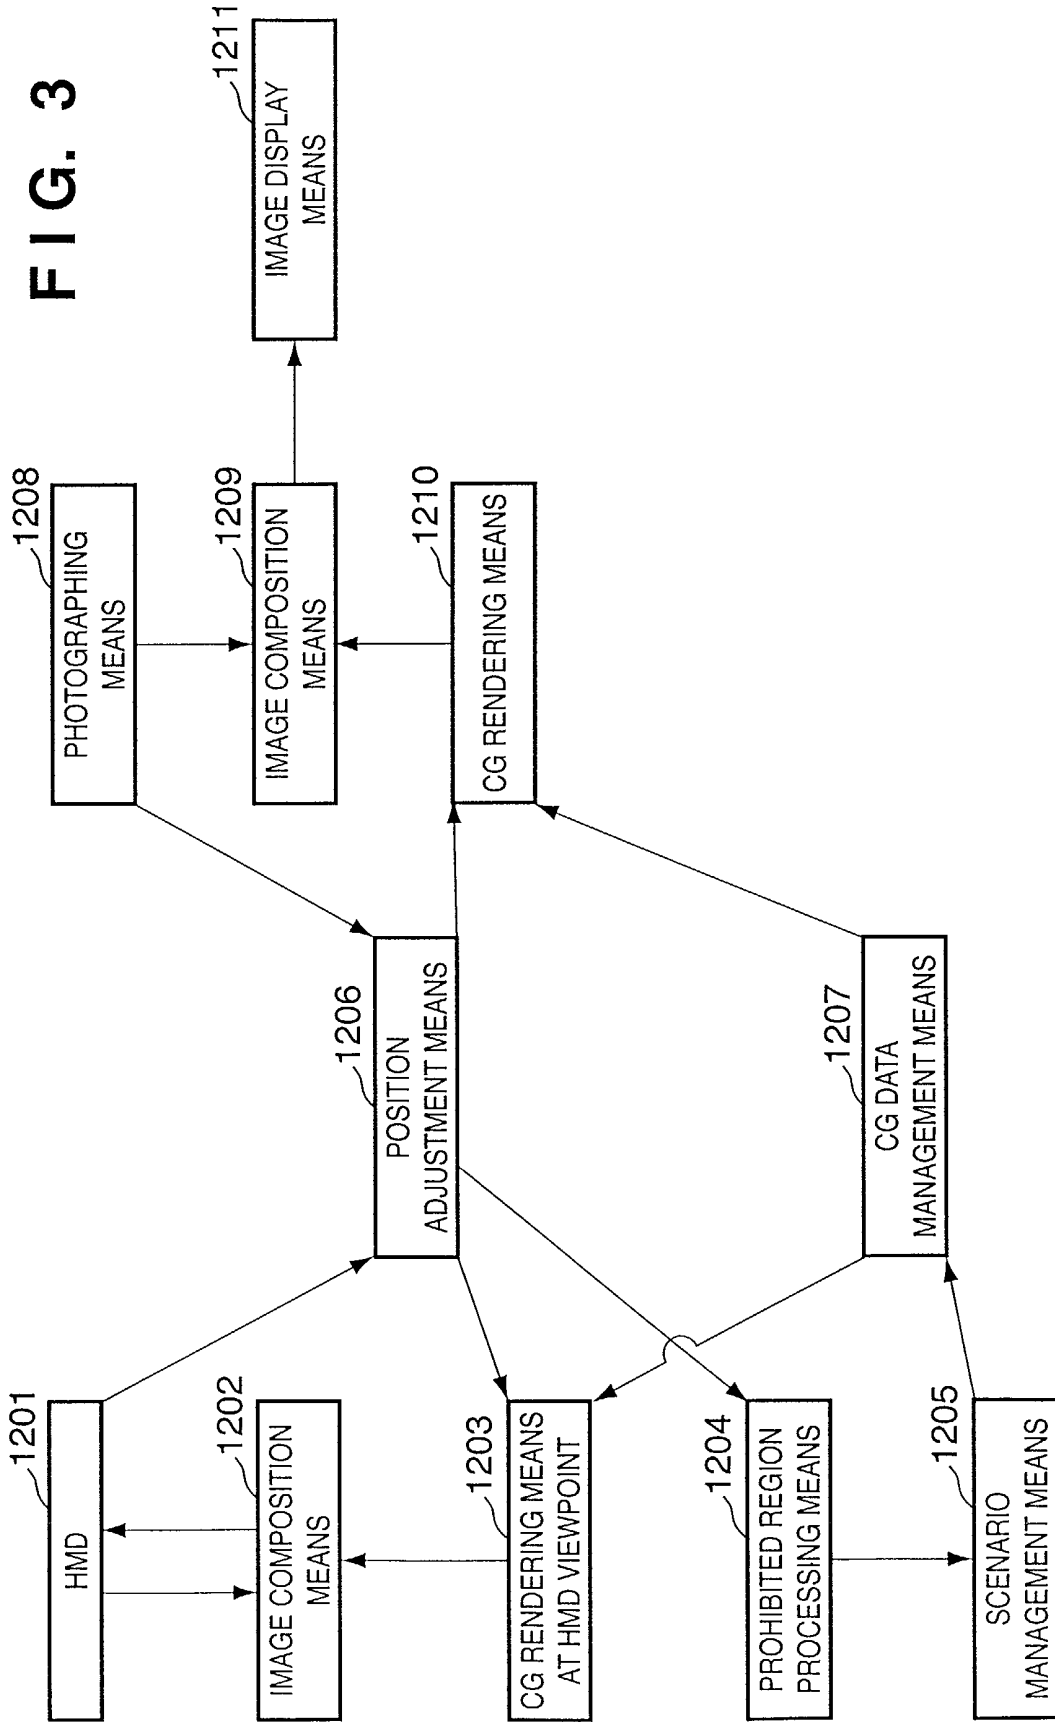 FIG. 3
1201
HMD
1202
IMAGE COMPOSITION
MEANS
1203
CG RENDERING MEANS
AT HMD VIEWPOINT
1204
PROHIBITED REGION
PROCESSING MEANS
1205
SCENARIO
MANAGEMENT MEANS
1206
POSITION
ADJUSTMENT MEANS
1207
CG DATA
MANAGEMENT MEANS
1208
PHOTOGRAPHING
MEANS
1209
IMAGE COMPOSITION
MEANS
1210
CG RENDERING MEANS
1211
IMAGE DISPLAY
MEANS